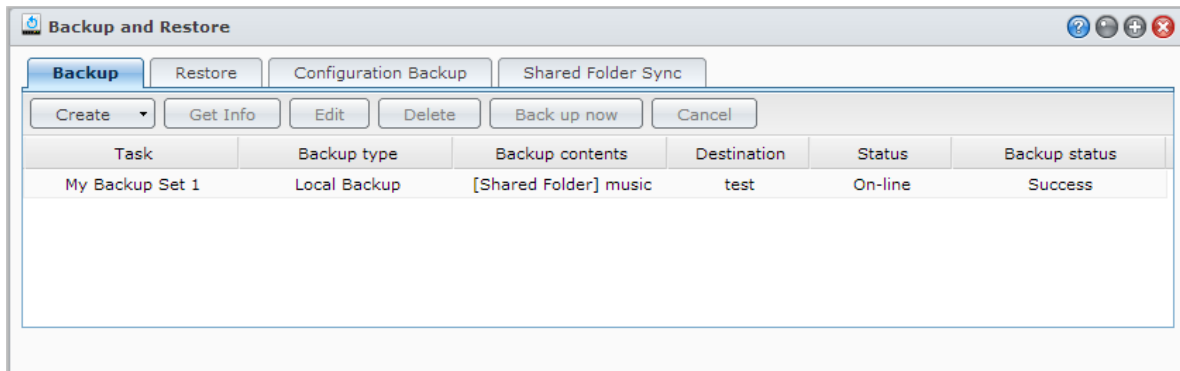 Backup and Restore
Backup Restore Configuration Backup Shared Folder Sync
Create Get Info Edit Delete Back up now Cancel
Task Backup type Backup contents Destination Status Backup status
My Backup Set 1 Local Backup [Shared Folder] music test On-line Success